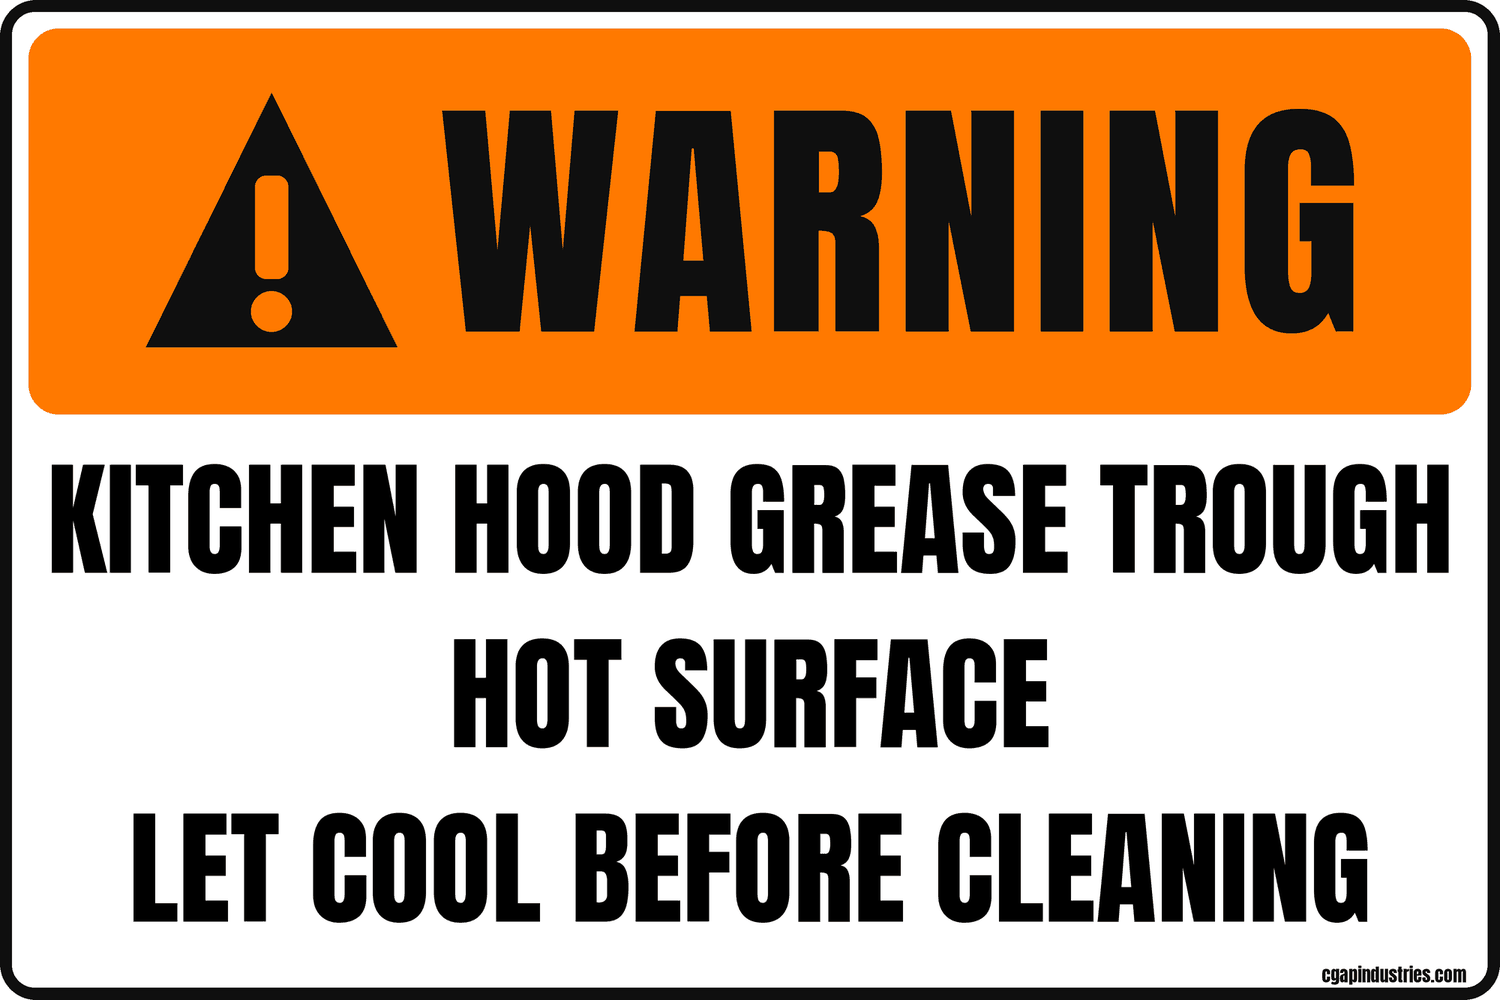 WARNING
KITCHEN HOOD GREASE TROUGH
HOT SURFACE
LET COOL BEFORE CLEANING
cgapindustries.com